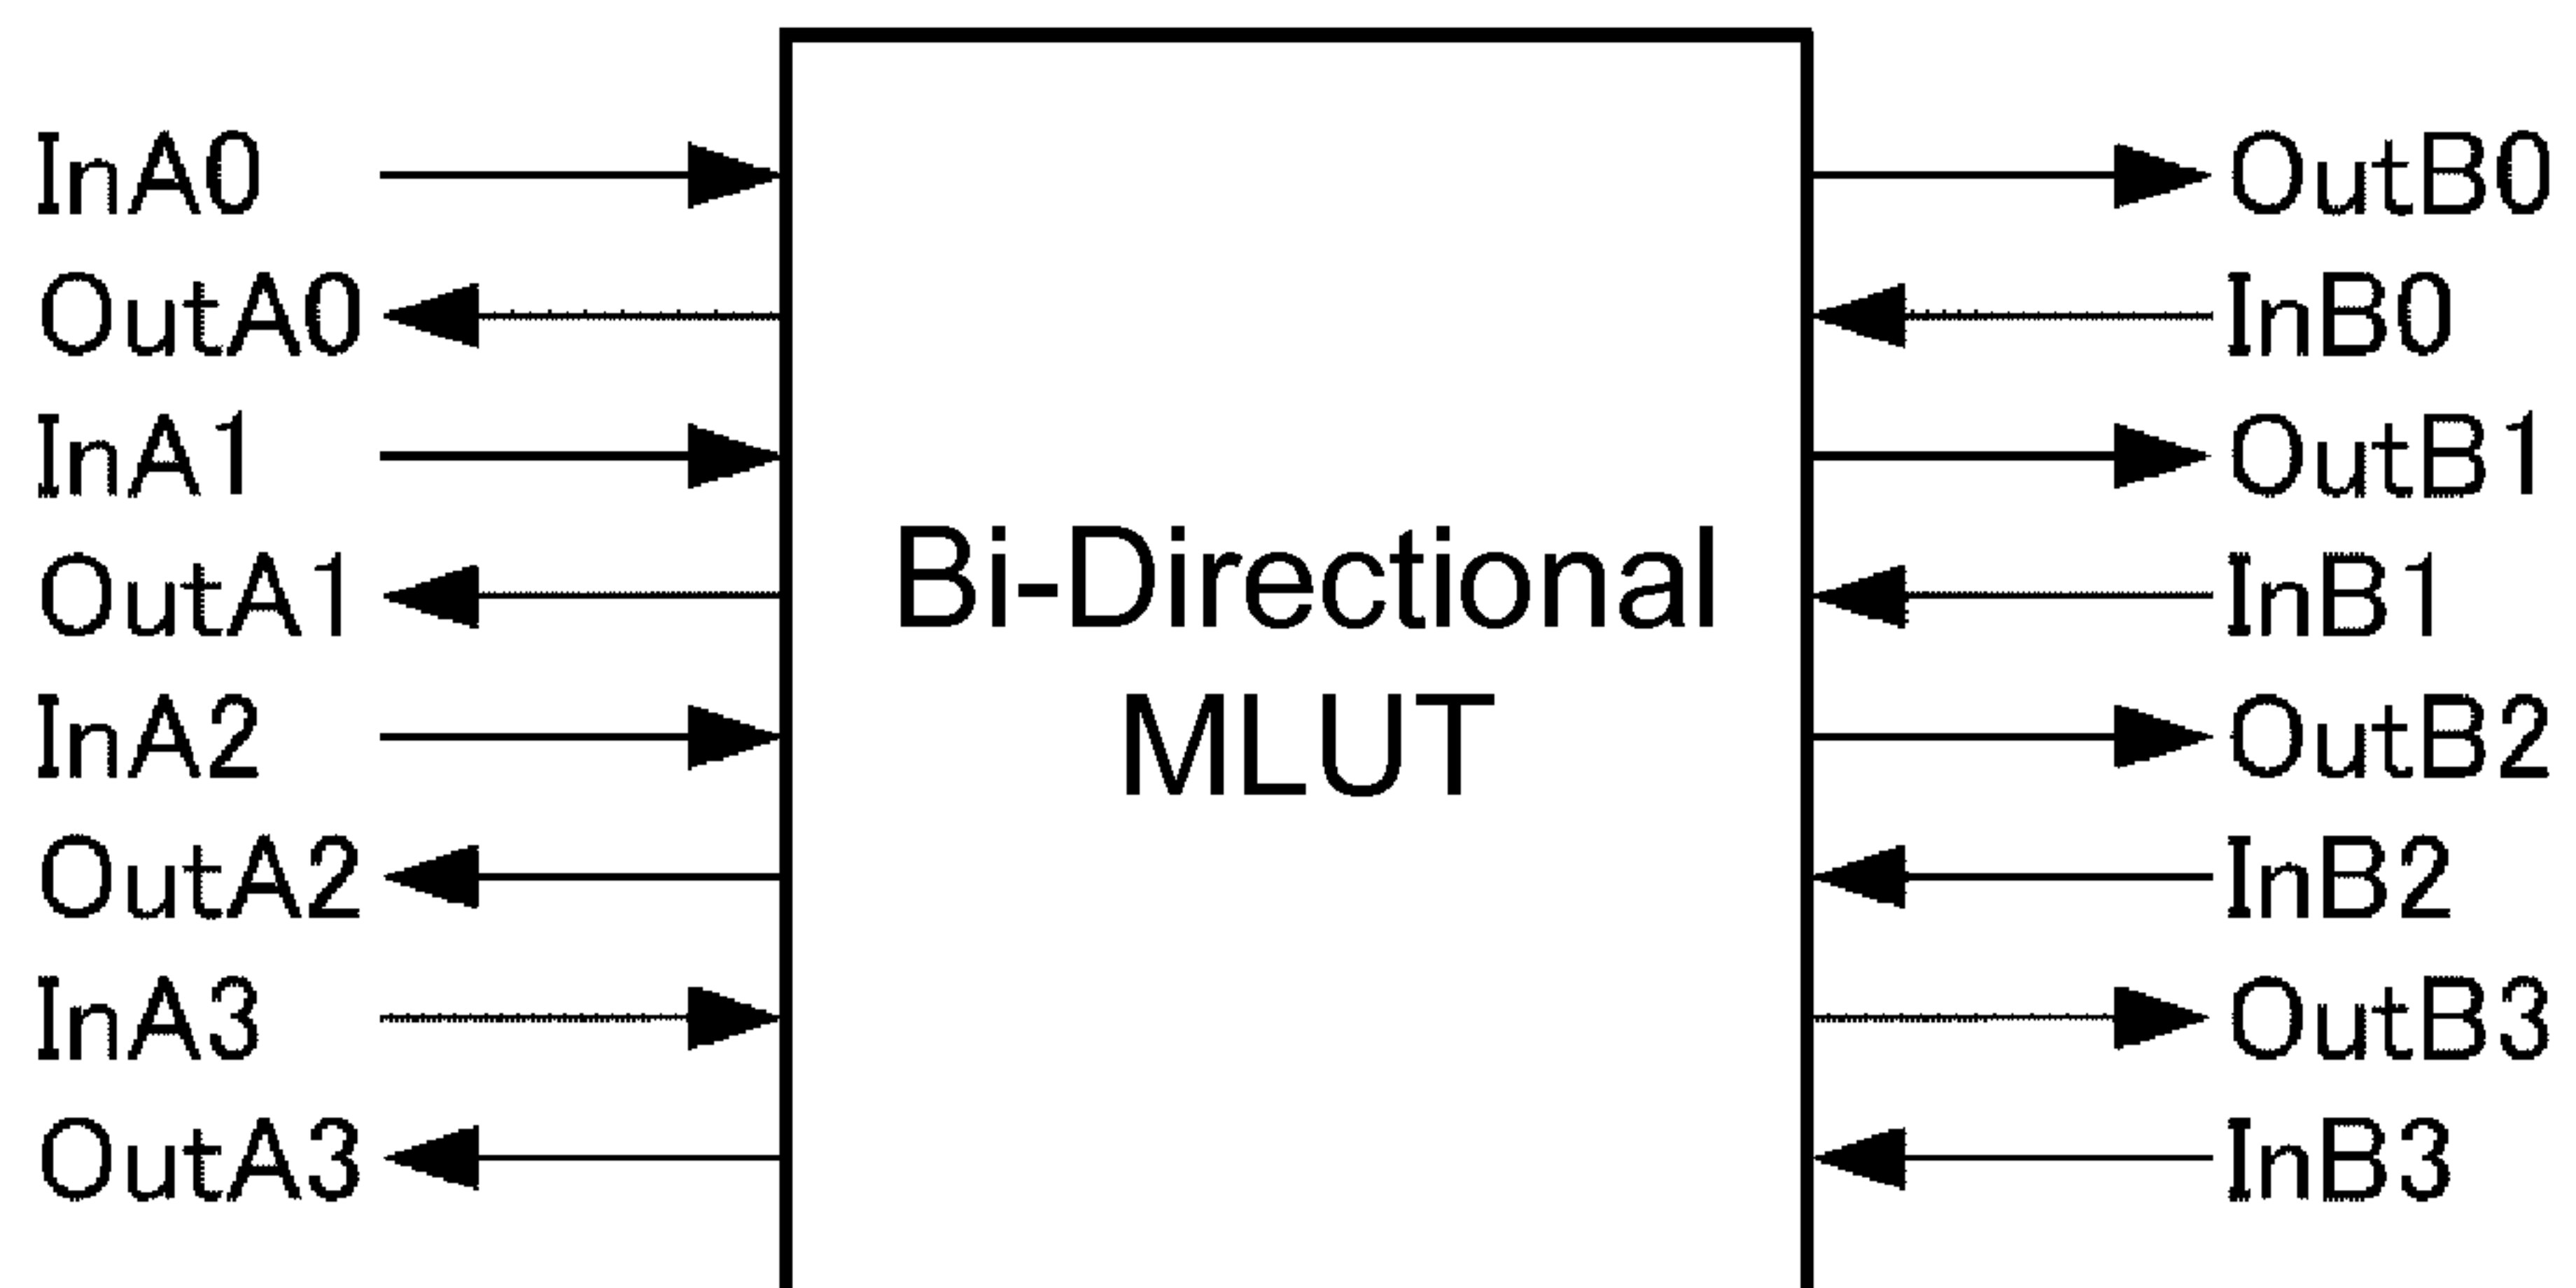 InA0
OutA0
InA1
OutA1
InA2
OutA2
InA3
OutA3
Bi-Directional
MLUT
OutB0
InB0
OutB1
InB1
OutB2
InB2
OutB3
InB3